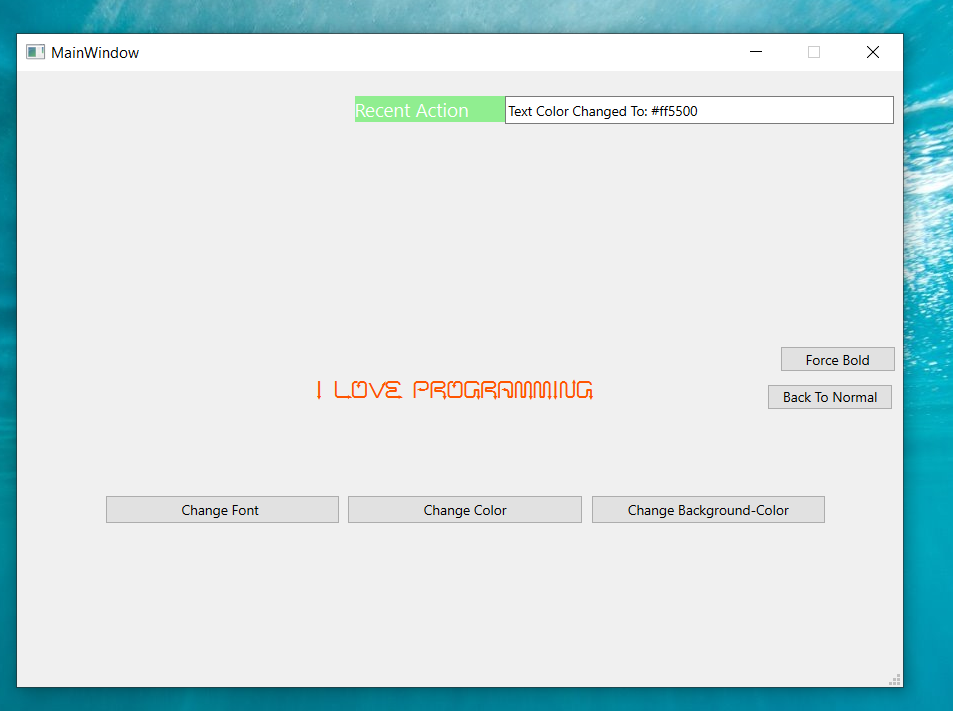 MainWindow
Recent Action
Text Color Changed To: #ff5500
Force Bold
I LOVE PROGRAMMING
Back To Normal
Change Font
Change Color
Change Background-Color